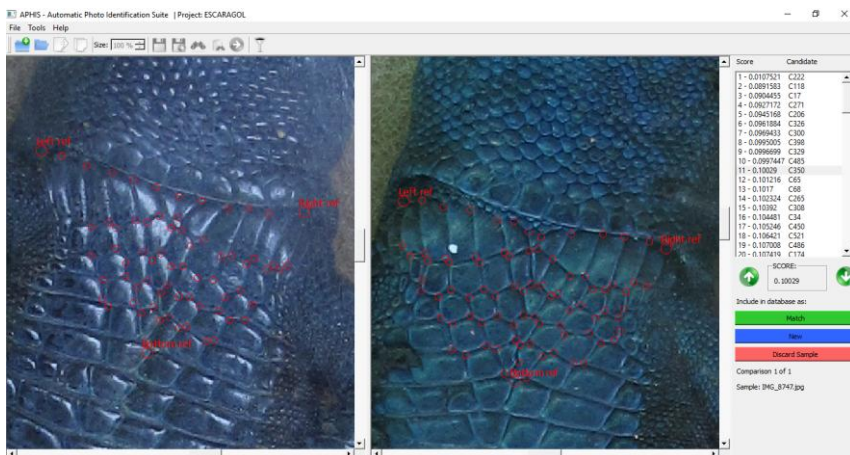 APHIS - Automatic Photo Identification Suite | Project: ESCARAGOL
File Tools Help
Size: 100 %
Left ref
Right ref
Bottom ref
Left ref
Right ref
Bottom ref
Score Candidate
1 - 0.0107521 C222
2 - 0.0891583 C118
3 - 0.0904455 C17
4 - 0.0927172 C271
5 - 0.0945168 C206
6 - 0.0961884 C326
7 - 0.0969433 C300
8 - 0.0995005 C398
9 - 0.0996699 C329
10 - 0.0997447 C485
11 - 0.10029 C350
12 - 0.101216 C65
13 - 0.1017 C68
14 - 0.102324 C265
15 - 0.10392 C308
16 - 0.104481 C34
17 - 0.105246 C450
18 - 0.106421 C521
19 - 0.107008 C486
20 - 0.107419 C174
SCORE:
0.10029
Include in database as:
Match
New
Discard Sample
Comparison 1 of 1
Sample: IMG_8747.jpg